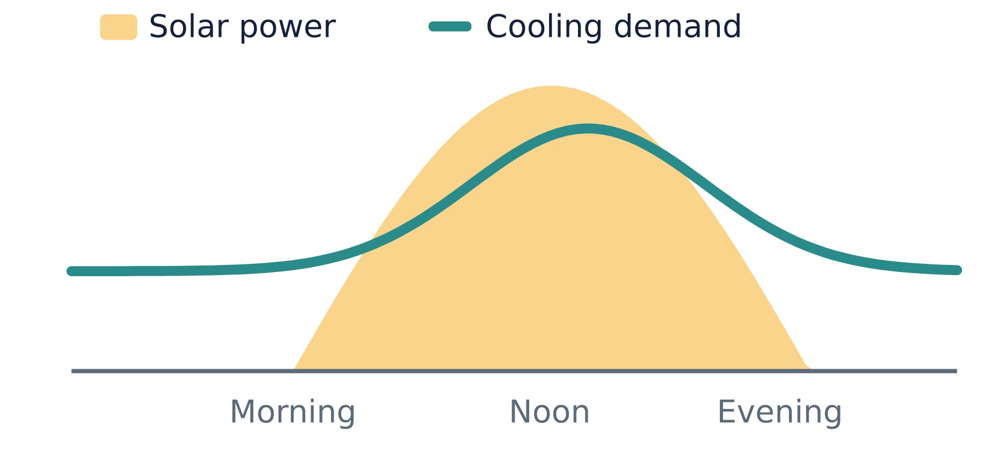 Solar power
Cooling demand
Morning
Noon
Evening